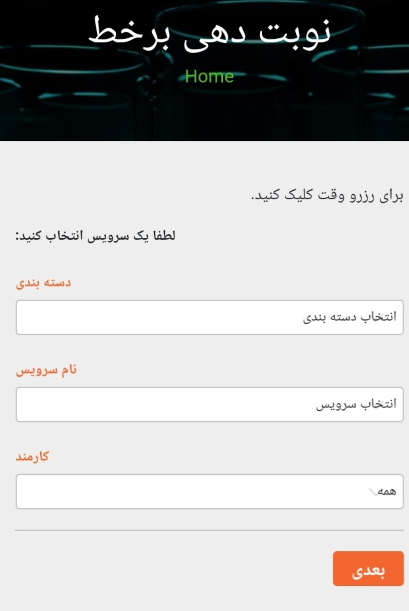 نوبت دهی برخط
Home
برای رزرو وقت کلیک کنید.
لطفا یک سرویس انتخاب کنید:
دسته بندی
انتخاب دسته بندی
نام سرویس
انتخاب سرویس
کارمند
همه
بعدی